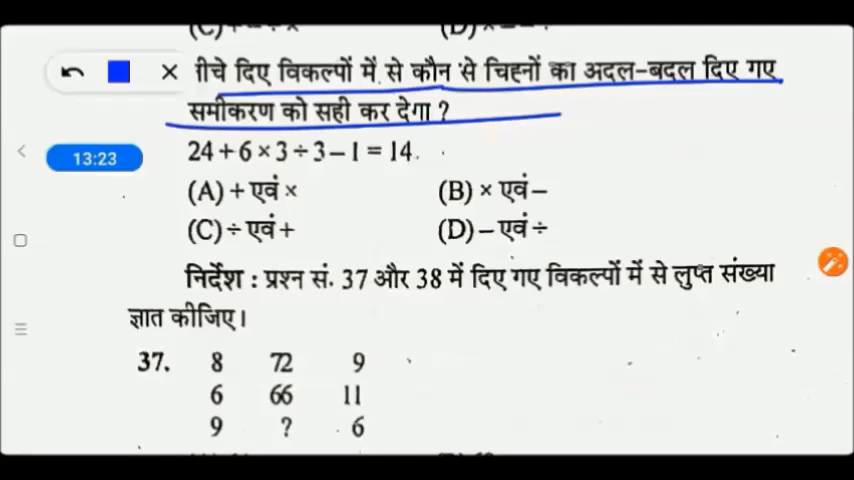 नीचे दिए विकल्पों में से कौन से चिह्नों का अदल-बदल दिए गए
समीकरण को सही कर देगा ?
13:23
24 + 6 × 3 ÷ 3 – 1 = 14.
(A) + एवं × (B) × एवं –
(C) ÷ एवं + (D) – एवं ÷
निर्देश : प्रश्न सं. 37 और 38 में दिए गए विकल्पों में से लुप्त संख्या
ज्ञात कीजिए।
37. 8 72 9
6 66 11
9 ? 6